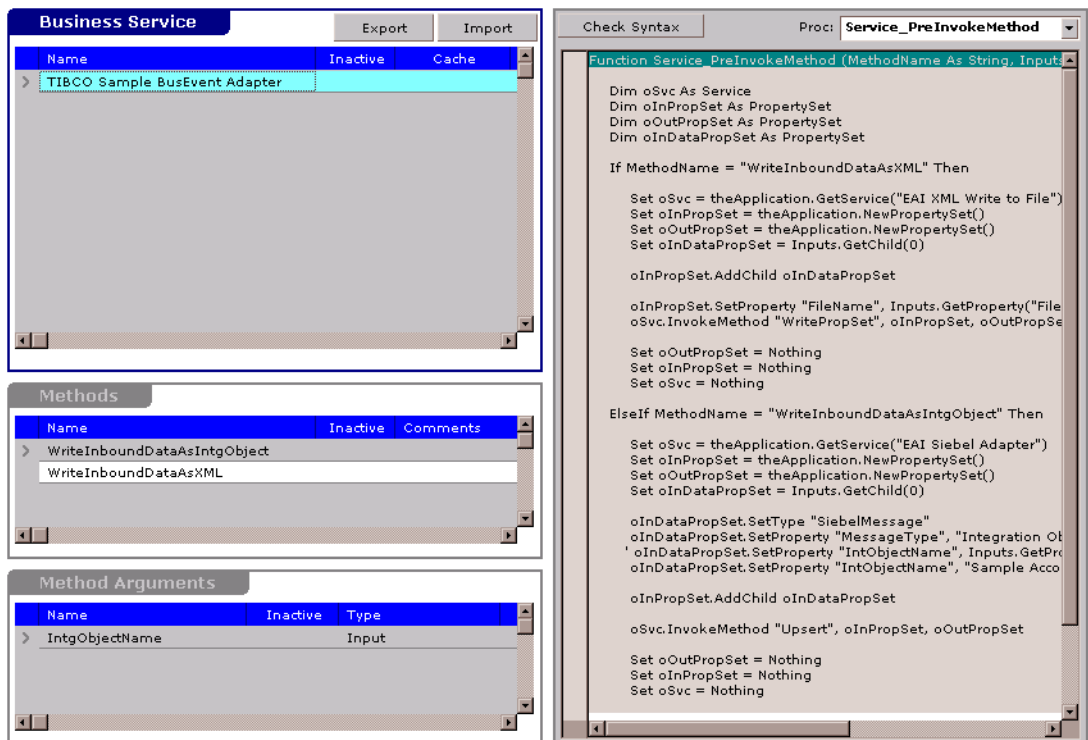 Business Service
Export
Import
Name Inactive Cache
TIBCO Sample BusEvent Adapter
Methods
Name Inactive Comments
WriteInboundDataAsIntgObject
WriteInboundDataAsXML
Method Arguments
Name Inactive Type
IntgObjectName Input
Check Syntax
Proc: Service_PreInvokeMethod
Function Service_PreInvokeMethod (MethodName As String, Inputs
Dim oSvc As Service
Dim oInPropSet As PropertySet
Dim oOutPropSet As PropertySet
Dim oInDataPropSet As PropertySet
If MethodName = "WriteInboundDataAsXML" Then
Set oSvc = theApplication.GetService("EAI XML Write to File")
Set oInPropSet = theApplication.NewPropertySet()
Set oOutPropSet = theApplication.NewPropertySet()
Set oInDataPropSet = Inputs.GetChild(0)
oInPropSet.AddChild oInDataPropSet
oInPropSet.SetProperty "FileName", Inputs.GetProperty("File
oSvc.InvokeMethod "WritePropSet", oInPropSet, oOutPropSe
Set oOutPropSet = Nothing
Set oInPropSet = Nothing
Set oSvc = Nothing
ElseIf MethodName = "WriteInboundDataAsIntgObject" Then
Set oSvc = theApplication.GetService("EAI Siebel Adapter")
Set oInPropSet = theApplication.NewPropertySet()
Set oOutPropSet = theApplication.NewPropertySet()
Set oInDataPropSet = Inputs.GetChild(0)
oInDataPropSet.SetType "SiebelMessage"
oInDataPropSet.SetProperty "MessageType", "Integration Ob
' oInDataPropSet.SetProperty "IntObjectName", Inputs.GetPro
oInDataPropSet.SetProperty "IntObjectName", "Sample Acco
oInPropSet.AddChild oInDataPropSet
oSvc.InvokeMethod "Upsert", oInPropSet, oOutPropSet
Set oOutPropSet = Nothing
Set oInPropSet = Nothing
Set oSvc = Nothing